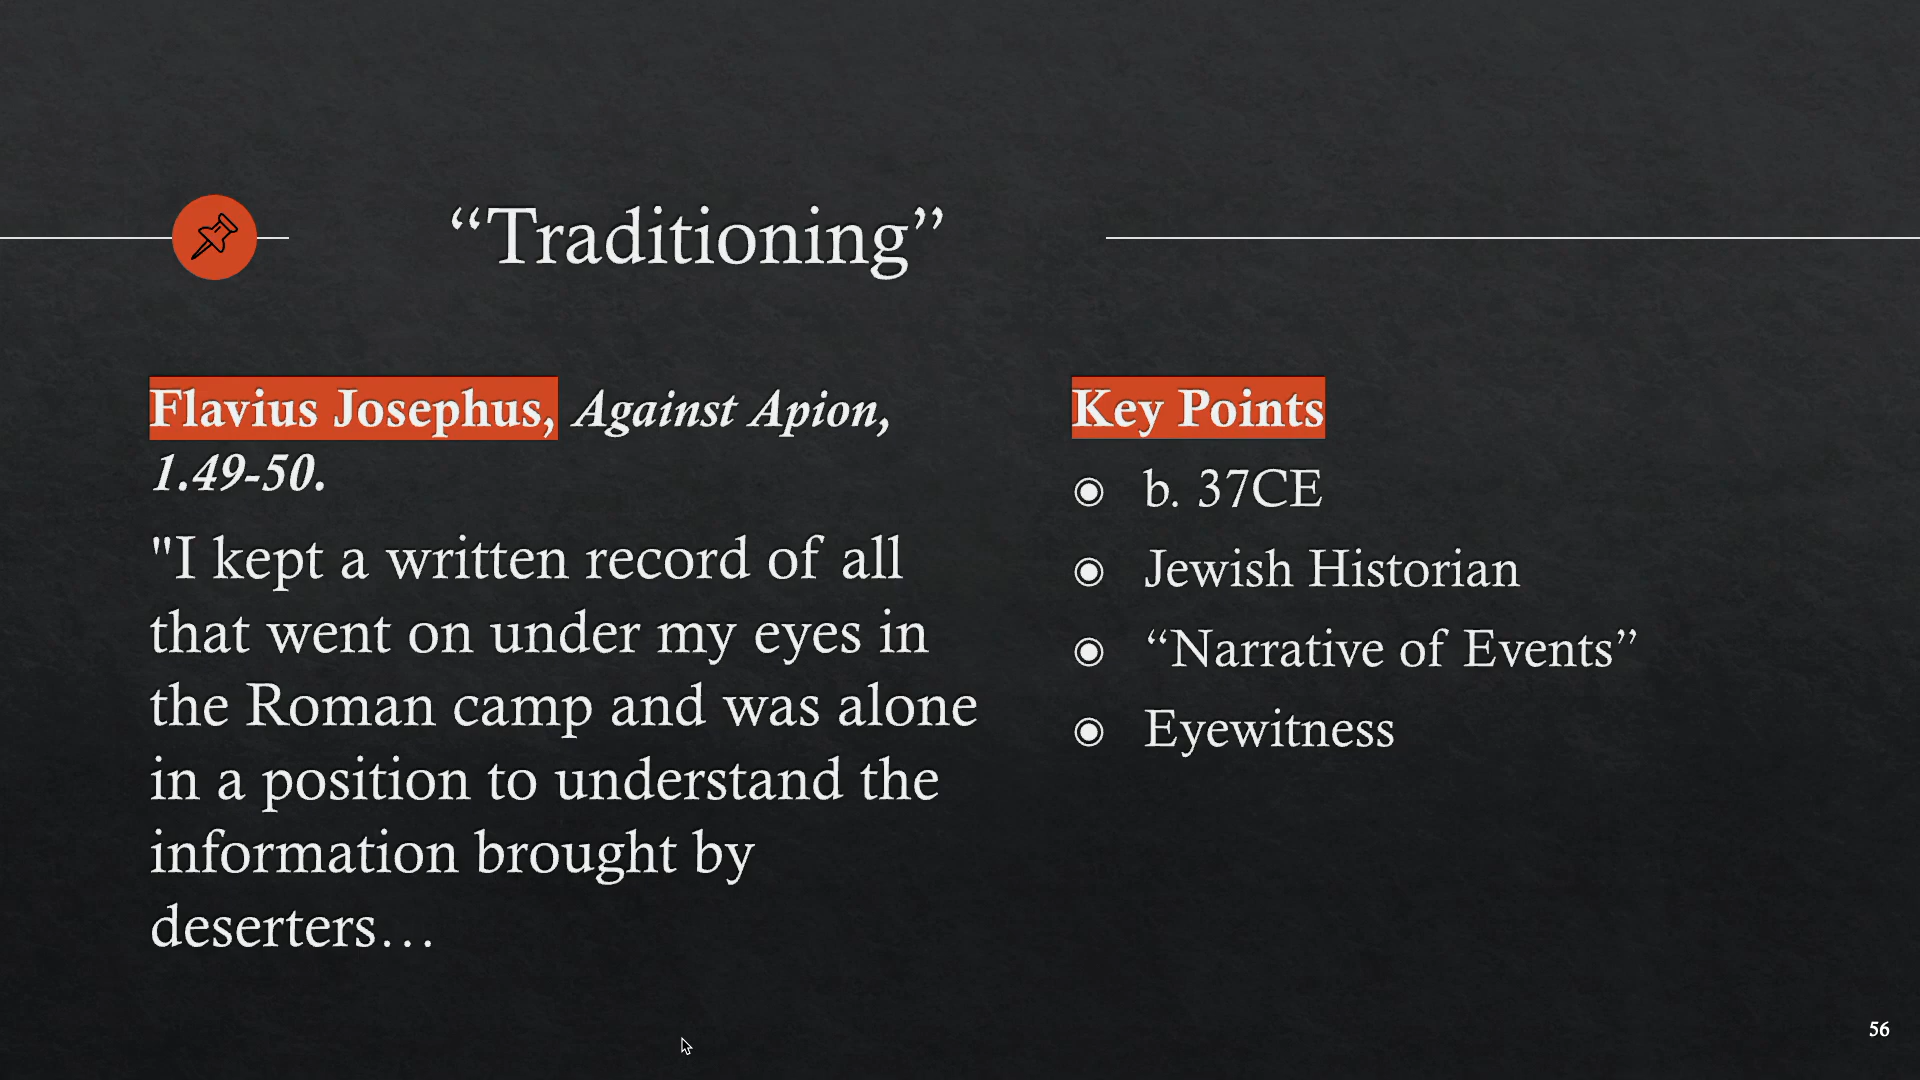 “Traditioning”
Flavius Josephus, Against Apion,
1.49-50.
"I kept a written record of all
that went on under my eyes in
the Roman camp and was alone
in a position to understand the
information brought by
deserters…
Key Points
b. 37CE
Jewish Historian
“Narrative of Events”
Eyewitness
56